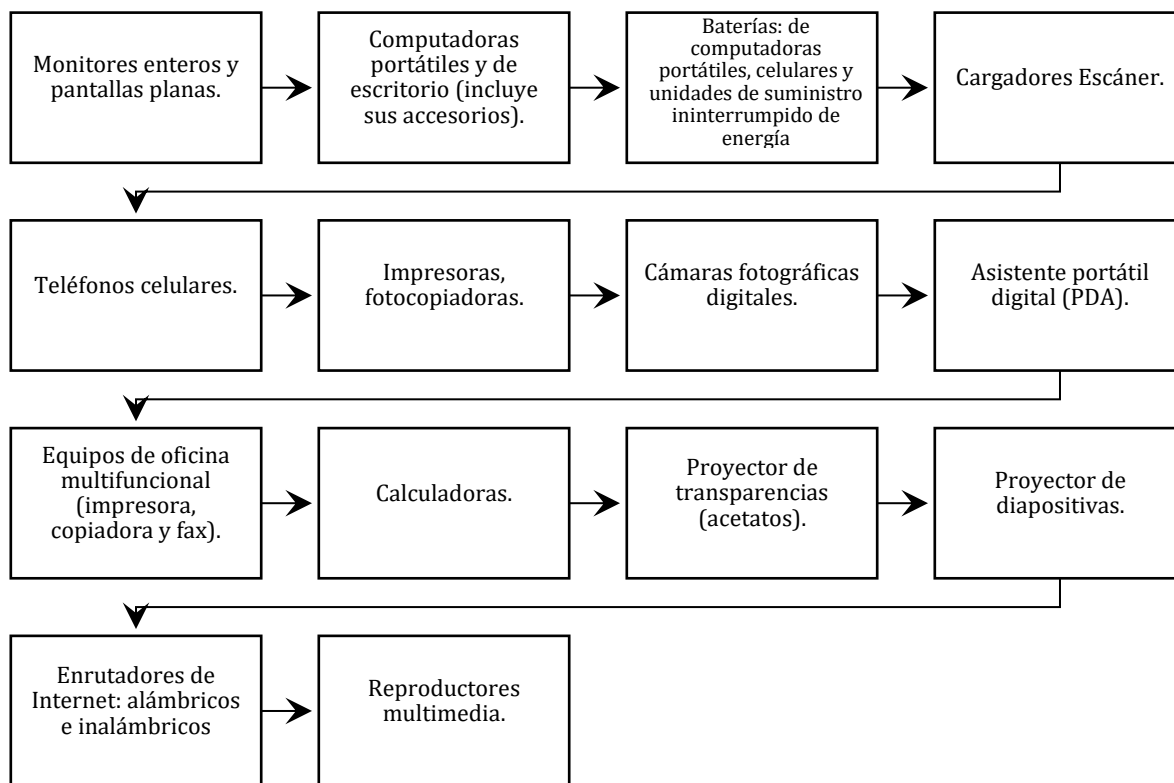 Monitores enteros y
pantallas planas.
Computadoras
portátiles y de
escritorio (incluye
sus accesorios).
Baterías: de
computadoras
portátiles, celulares y
unidades de suministro
ininterrumpido de
energía
Cargadores Escáner.
Teléfonos celulares.
Impresoras,
fotocopiadoras.
Cámaras fotográficas
digitales.
Asistente portátil
digital (PDA).
Equipos de oficina
multifuncional
(impresora,
copiadora y fax).
Calculadoras.
Proyector de
transparencias
(acetatos).
Proyector de
diapositivas.
Enrutadores de
Internet: alámbricos
e inalámbricos
Reproductores
multimedia.